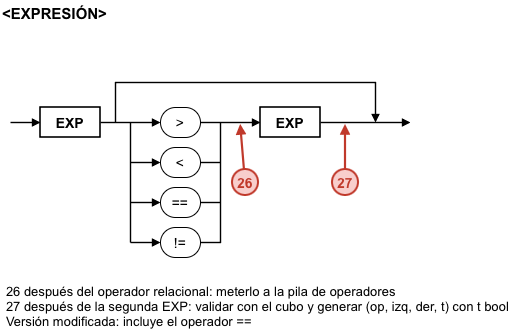 <EXPRESIÓN>
EXP
>
<
==
!=
26
EXP
27
26 después del operador relacional: meterlo a la pila de operadores
27 después de la segunda EXP: validar con el cubo y generar (op, izq, der, t) con t bool
Versión modificada: incluye el operador ==